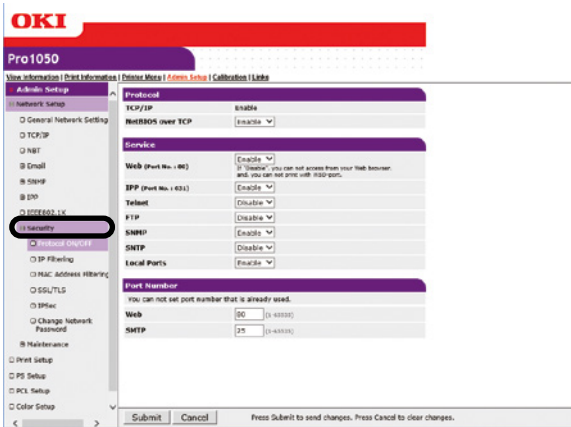 OKI
Pro1050
View Information | Print Information | Printer Menu | Admin Setup | Calibration | Links
Admin Setup
Network Setup
General Network Setting
TCP/IP
NBT
Email
SNMP
IPP
IEEE802.1X
Security
Protocol ON/OFF
IP Filtering
MAC Address Filtering
SSL/TLS
IPSec
Change Network
Password
Maintenance
Print Setup
PS Setup
PCL Setup
Color Setup
Protocol
TCP/IP Enable
NetBIOS over TCP Enable
Service
Web (Port No. : 80) Enable
If "Disable", you can not access from your Web browser.
and, you can not print with WSD-port.
IPP (Port No. : 631) Enable
Telnet Disable
FTP Disable
SNMP Enable
SNTP Disable
Local Ports Enable
Port Number
You can not set port number that is already used.
Web 80
SMTP 25
Submit Cancel Press Submit to send changes. Press Cancel to clear changes.